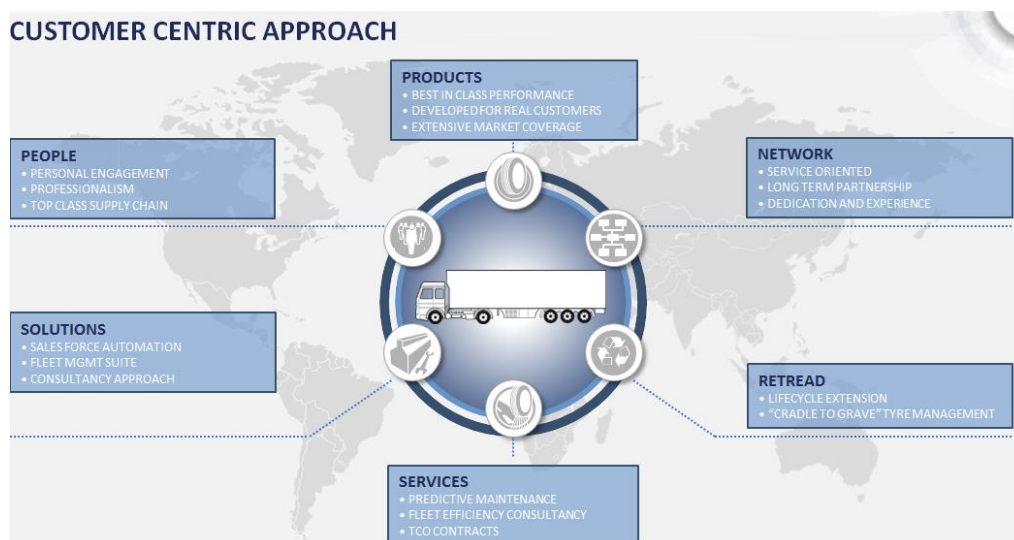 CUSTOMER CENTRIC APPROACH
PRODUCTS
• BEST IN CLASS PERFORMANCE
• DEVELOPED FOR REAL CUSTOMERS
• EXTENSIVE MARKET COVERAGE
PEOPLE
• PERSONAL ENGAGEMENT
• PROFESSIONALISM
• TOP CLASS SUPPLY CHAIN
NETWORK
• SERVICE ORIENTED
• LONG TERM PARTNERSHIP
• DEDICATION AND EXPERIENCE
SOLUTIONS
• SALES FORCE AUTOMATION
• FLEET MGMT SUITE
• CONSULTANCY APPROACH
RETREAD
• LIFECYCLE EXTENSION
• “CRADLE TO GRAVE” TYRE MANAGEMENT
SERVICES
• PREDICTIVE MAINTENANCE
• FLEET EFFICIENCY CONSULTANCY
• TCO CONTRACTS